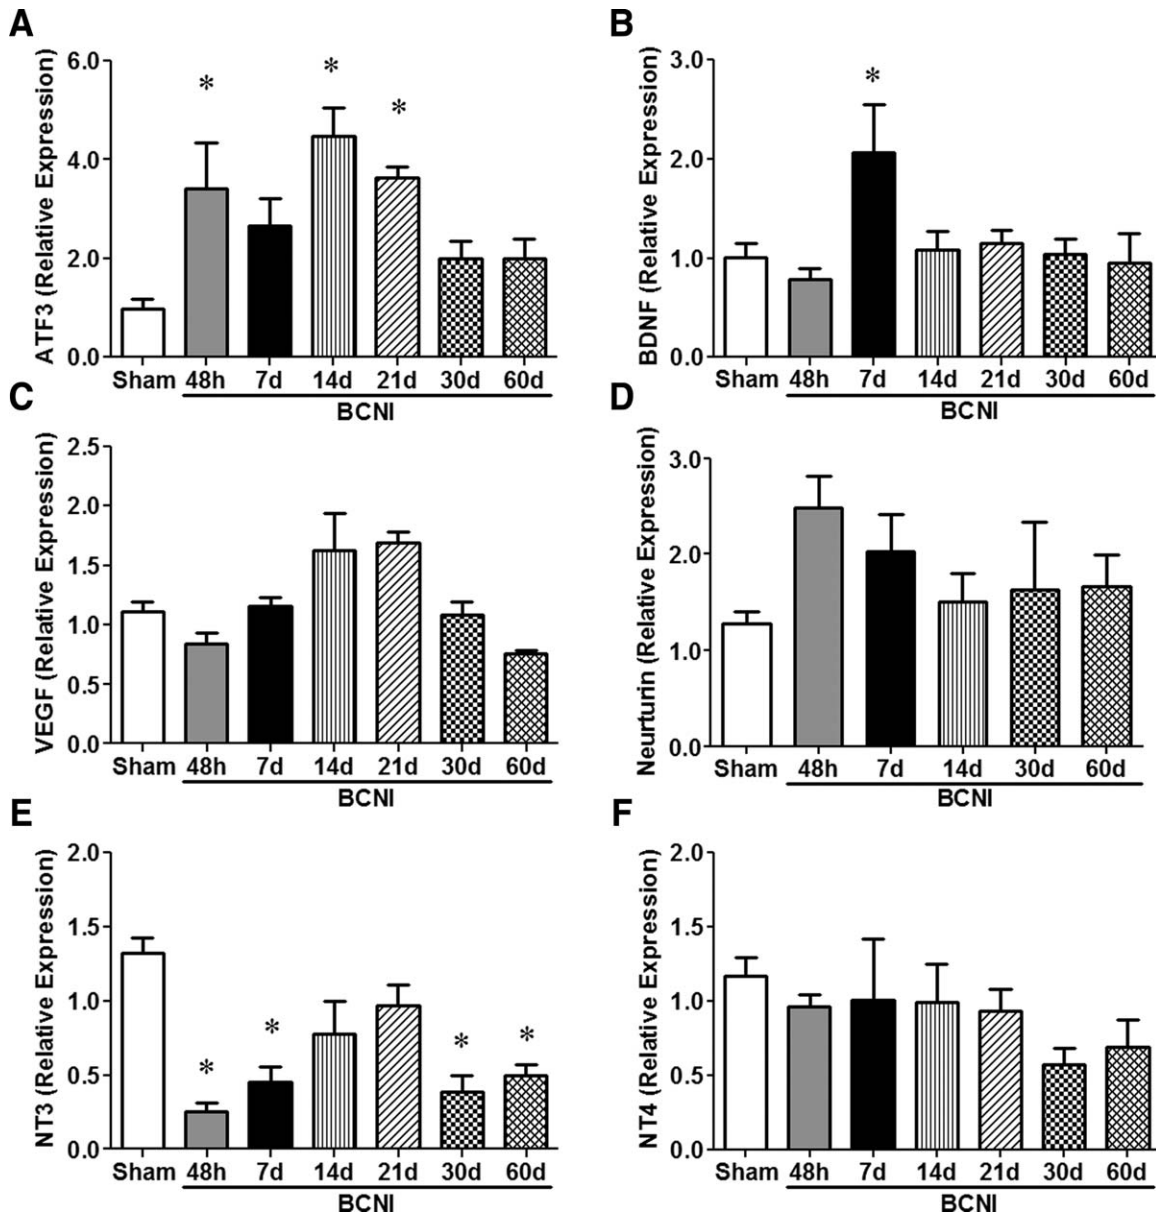 A
ATF3 (Relative Expression)
6.0
4.0
2.0
0.0
*
*
*
Sham 48h 7d 14d 21d 30d 60d
BCNI
B
BDNF (Relative Expression)
3.0
2.0
1.0
0.0
*
Sham 48h 7d 14d 21d 30d 60d
BCNI
C
VEGF (Relative Expression)
2.5
2.0
1.5
1.0
0.5
0.0
Sham 48h 7d 14d 21d 30d 60d
BCNI
D
Neurturin (Relative Expression)
3.0
2.0
1.0
0.0
Sham 48h 7d 14d 30d 60d
BCNI
E
NT3 (Relative Expression)
2.0
1.5
1.0
0.5
0.0
*
*
*
*
Sham 48h 7d 14d 21d 30d 60d
BCNI
F
NT4 (Relative Expression)
2.0
1.5
1.0
0.5
0.0
Sham 48h 7d 14d 21d 30d 60d
BCNI